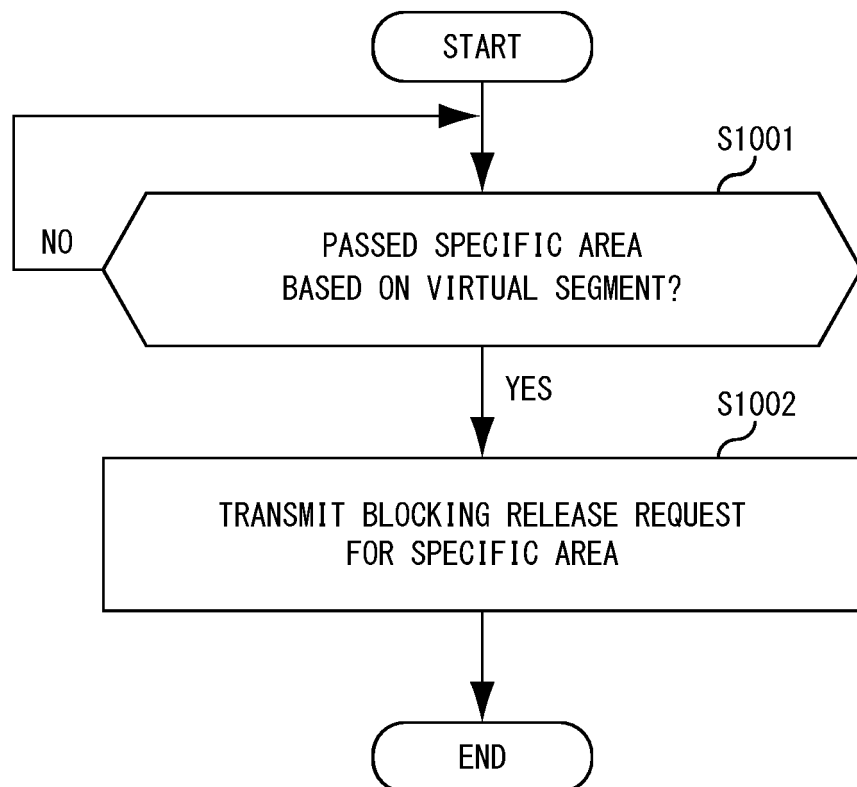 START
S1001
PASSED SPECIFIC AREA
BASED ON VIRTUAL SEGMENT?
NO
YES
S1002
TRANSMIT BLOCKING RELEASE REQUEST
FOR SPECIFIC AREA
END